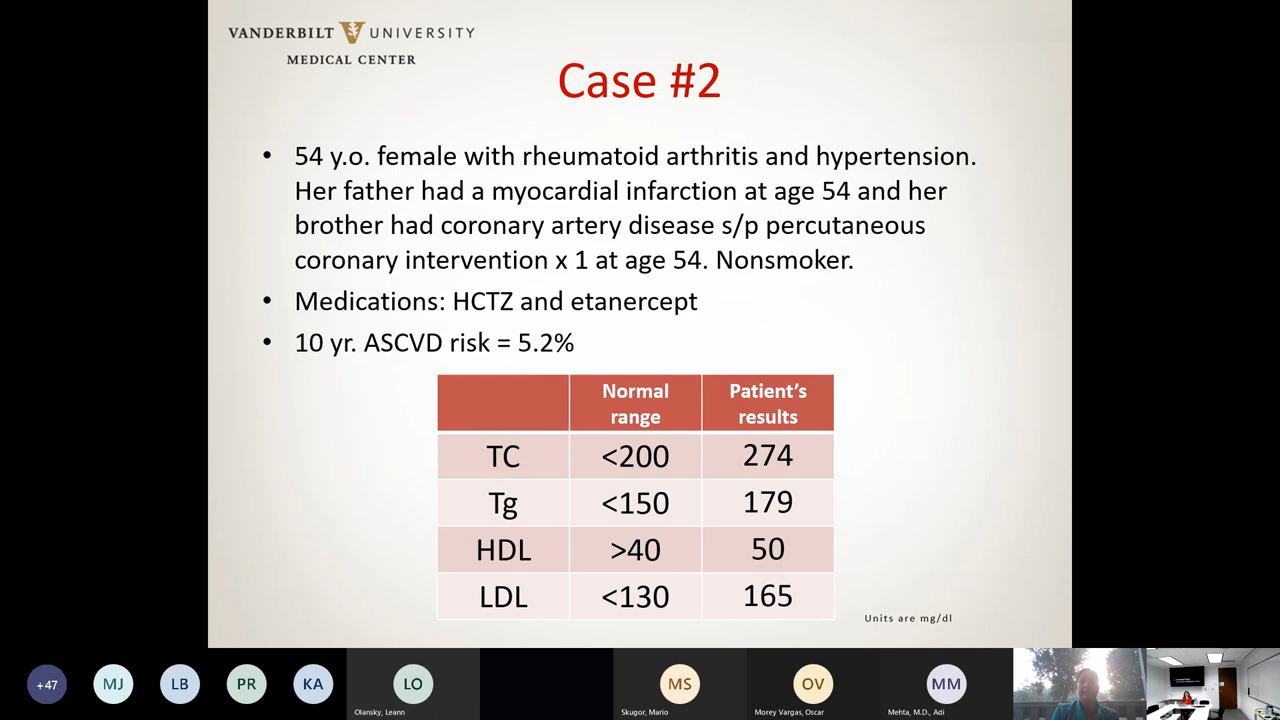 VANDERBILT V UNIVERSITY
MEDICAL CENTER
Case #2
• 54 y.o. female with rheumatoid arthritis and hypertension.
Her father had a myocardial infarction at age 54 and her
brother had coronary artery disease s/p percutaneous
coronary intervention x 1 at age 54. Nonsmoker.
• Medications: HCTZ and etanercept
• 10 yr. ASCVD risk = 5.2%
Normal range Patient's results
TC <200 274
Tg <150 179
HDL >40 50
LDL <130 165
Units are mg/dl
+47 MJ LB PR KA LO MS OV MM
Olansky, Leann Skugor, Mario Morey Vargas, Oscar Mehta, M.D., Adi